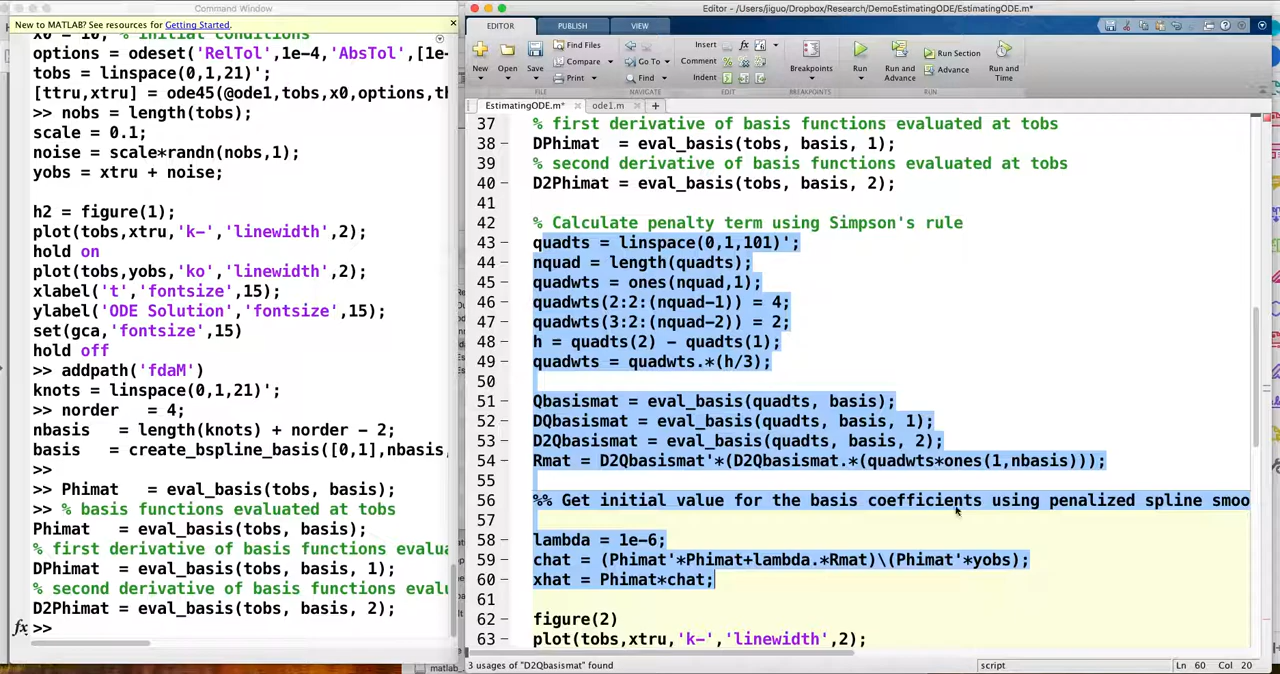 Command Window
New to MATLAB? See resources for Getting Started.
x0 = 10; % initial conditions
options = odeset('RelTol',1e-4,'AbsTol',[1e-
tobs = linspace(0,1,21)';
[ttru,xtru] = ode45(@ode1,tobs,x0,options,th
>> nobs = length(tobs);
scale = 0.1;
noise = scale*randn(nobs,1);
yobs = xtru + noise;
h2 = figure(1);
plot(tobs,xtru,'k-','linewidth',2);
hold on
plot(tobs,yobs,'ko','linewidth',2);
xlabel('t','fontsize',15);
ylabel('ODE Solution','fontsize',15);
set(gca,'fontsize',15)
hold off
>> addpath('fdaM')
knots = linspace(0,1,21)';
>> norder   = 4;
nbasis   = length(knots) + norder - 2;
basis    = create_bspline_basis([0,1],nbasis,
>>
>> Phimat   = eval_basis(tobs, basis);
>> % basis functions evaluated at tobs
Phimat   = eval_basis(tobs, basis);
% first derivative of basis functions evalua
DPhimat  = eval_basis(tobs, basis, 1);
% second derivative of basis functions evalu
D2Phimat = eval_basis(tobs, basis, 2);
fx >>
Editor - /Users/jiguo/Dropbox/Research/DemoEstimatingODE/EstimatingODE.m*
EDITOR PUBLISH VIEW
New Open Save Find Files Compare Print Go To Find Insert Comment Indent fx Breakpoints Run Run and Advance Run Section Advance Run and Time
FILE NAVIGATE EDIT BREAKPOINTS RUN
EstimatingODE.m* ode1.m
37 % first derivative of basis functions evaluated at tobs
38 – DPhimat  = eval_basis(tobs, basis, 1);
39 % second derivative of basis functions evaluated at tobs
40 – D2Phimat = eval_basis(tobs, basis, 2);
41
42 % Calculate penalty term using Simpson's rule
43 – quadts = linspace(0,1,101)';
44 – nquad = length(quadts);
45 – quadwts = ones(nquad,1);
46 – quadwts(2:2:(nquad-1)) = 4;
47 – quadwts(3:2:(nquad-2)) = 2;
48 – h = quadts(2) - quadts(1);
49 – quadwts = quadwts.*(h/3);
50
51 – Qbasismat = eval_basis(quadts, basis);
52 – DQbasismat = eval_basis(quadts, basis, 1);
53 – D2Qbasismat = eval_basis(quadts, basis, 2);
54 – Rmat = D2Qbasismat'*(D2Qbasismat.*(quadwts*ones(1,nbasis)));
55
56 %% Get initial value for the basis coefficients using penalized spline smoo
57
58 – lambda = 1e-6;
59 – chat = (Phimat'*Phimat+lambda.*Rmat)\(Phimat'*yobs);
60 – xhat = Phimat*chat;
61
62 – figure(2)
63 – plot(tobs,xtru,'k-','linewidth',2);
3 usages of "D2Qbasismat" found
script
Ln 60 Col 20